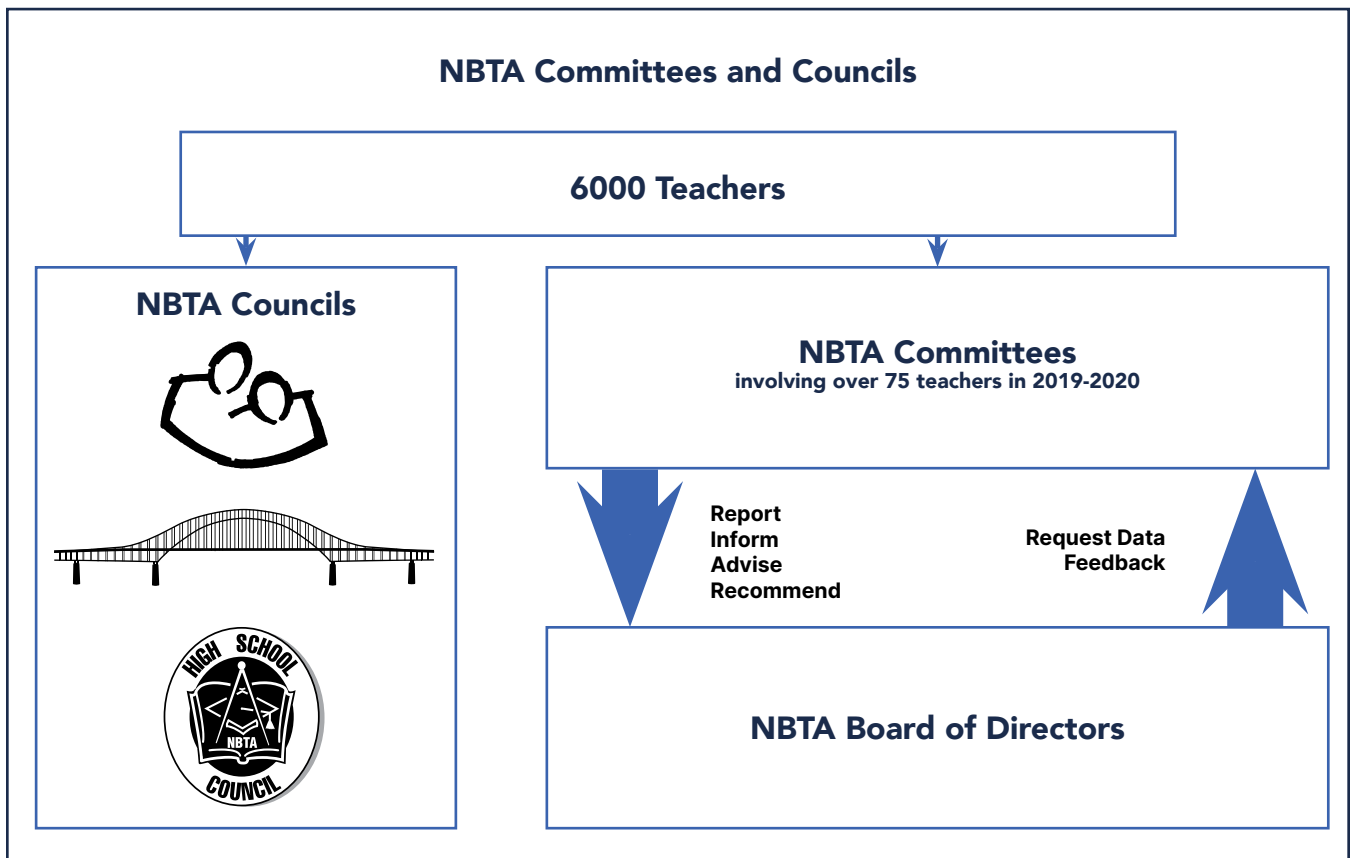 NBTA Committees and Councils
6000 Teachers
NBTA Councils
HIGH SCHOOL
NBTA
COUNCIL
NBTA Committees
involving over 75 teachers in 2019-2020
Report
Inform
Advise
Recommend
Request Data
Feedback
NBTA Board of Directors